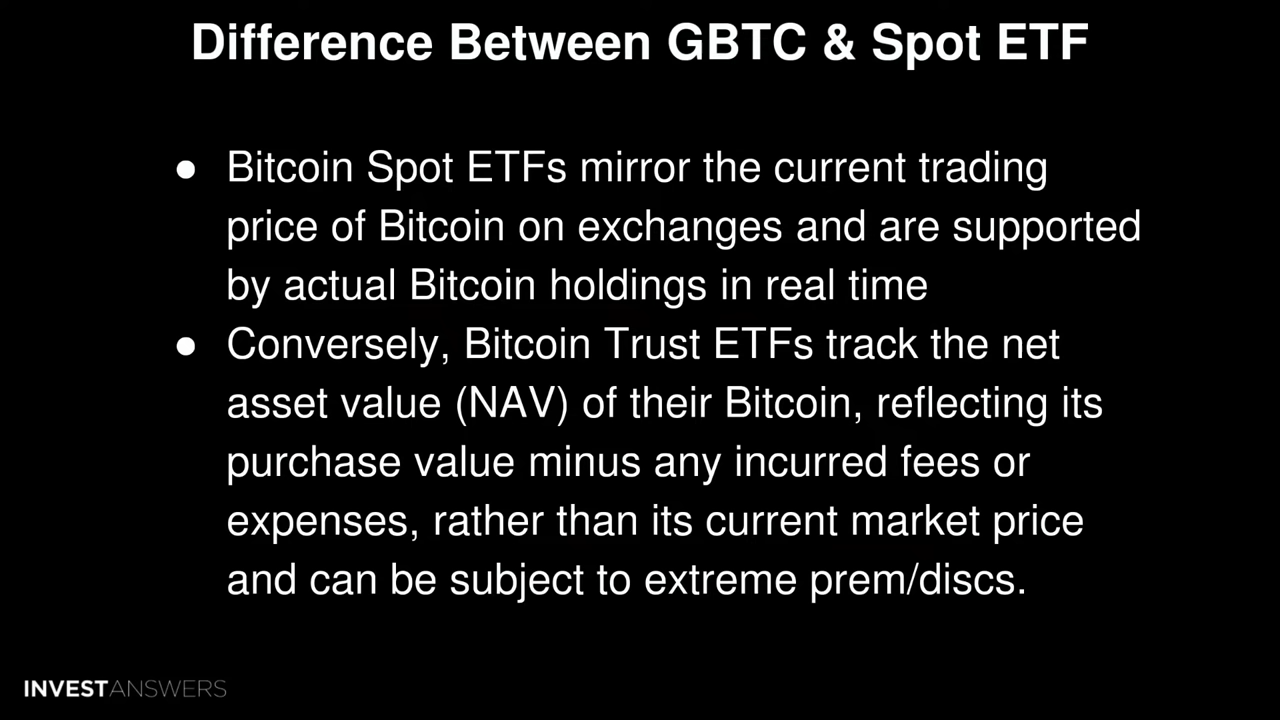 Difference Between GBTC & Spot ETF
● Bitcoin Spot ETFs mirror the current trading
price of Bitcoin on exchanges and are supported
by actual Bitcoin holdings in real time
● Conversely, Bitcoin Trust ETFs track the net
asset value (NAV) of their Bitcoin, reflecting its
purchase value minus any incurred fees or
expenses, rather than its current market price
and can be subject to extreme prem/discs.
INVESTANSWERS